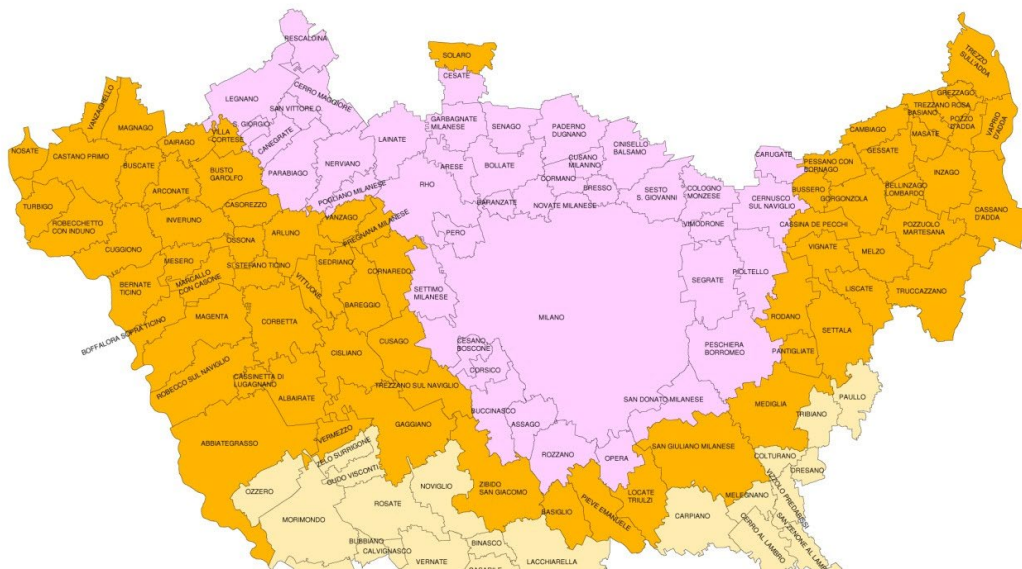 RESCALDINA
SOLARO
CESATE
TREZZO
SULL'ADDA
VANZAGHELLO
MAGNAGO
LEGNANO
CERRO MAGGIORE
SAN VITTORE O.
S. GIORGIO
CANEGRATE
VILLA
CORTESE
DAIRAGO
NOSATE
CASTANO PRIMO
BUSCATE
ARCONATE
BUSTO
GAROLFO
PARABIAGO
NERVIANO
LAINATE
GARBAGNATE
MILANESE
SENAGO
PADERNO
DUGNANO
CINISELLO
BALSAMO
CUSANO
MILANINO
ARESE
BOLLATE
CORMANO
BRESSO
RHO
POGLIANO MILANESE
BARANZATE
NOVATE MILANESE
SESTO
S. GIOVANNI
COLOGNO
MONZESE
CARUGATE
CERNUSCO
SUL NAVIGLIO
VIMODRONE
PESSANO CON
BORNAGO
BUSSERO
GORGONZOLA
CASSINA DE PECCHI
CAMBIAGO
GESSATE
MASATE
BASIANO
TREZZANO ROSA
GREZZAGO
POZZO
D'ADDA
VAPRIO
D'ADDA
INZAGO
BELLINZAGO
LOMBARDO
CASSANO
D'ADDA
POZZUOLO
MARTESANA
MELZO
VIGNATE
LISCATE
TRUCCAZZANO
TURBIGO
ROBECCHETTO
CON INDUNO
CUGGIONO
INVERUNO
CASOREZZO
OSSONA
ARLUNO
VANZAGO
PREGNANA MILANESE
PERO
SETTIMO
MILANESE
CORNAREDO
SEDRIANO
BAREGGIO
VITTUONE
S. STEFANO TICINO
MESERO
MARCALLO
CON CASONE
BERNATE
TICINO
BOFFALORA SOPRA TICINO
MAGENTA
CORBETTA
MILANO
SEGRATE
PIOLTELLO
RODANO
SETTALA
PANTIGLIATE
PESCHIERA
BORROMEO
CESANO
BOSCONE
CORSICO
CUSAGO
CISLIANO
TREZZANO SUL NAVIGLIO
ROBECCO SUL NAVIGLIO
CASSINETTA DI
LUGAGNANO
ALBAIRATE
ABBIATEGRASSO
VERMEZZO
ZELO SURRIGONE
GUDO VISCONTI
GAGGIANO
BUCCINASCO
ASSAGO
ROZZANO
OPERA
SAN DONATO MILANESE
MEDIGLIA
TRIBIANO
PAULLO
SAN GIULIANO MILANESE
COLTURANO
DRESANO
VIZZOLO PREDABISSI
MELEGNANO
SAN ZENONE AL LAMB
CERRO AL LAMBRO
CARPIANO
LOCATE
TRIULZI
PIEVE EMANUELE
BASIGLIO
ZIBIDO
SAN GIACOMO
NOVIGLIO
ROSATE
OZZERO
MORIMONDO
BUBBIANO
CALVIGNASCO
VERNATE
BINASCO
LACCHIARELLA